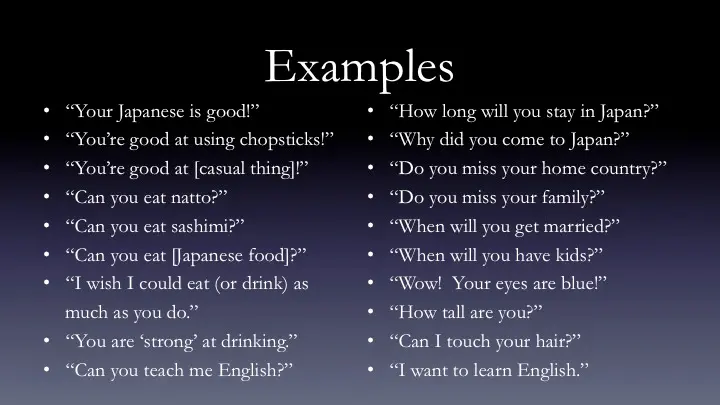 Examples
• “Your Japanese is good!”
• “You’re good at using chopsticks!”
• “You’re good at [casual thing]!”
• “Can you eat natto?”
• “Can you eat sashimi?”
• “Can you eat [Japanese food]?”
• “I wish I could eat (or drink) as
much as you do.”
• “You are ‘strong’ at drinking.”
• “Can you teach me English?”
• “How long will you stay in Japan?”
• “Why did you come to Japan?”
• “Do you miss your home country?”
• “Do you miss your family?”
• “When will you get married?”
• “When will you have kids?”
• “Wow!  Your eyes are blue!”
• “How tall are you?”
• “Can I touch your hair?”
• “I want to learn English.”